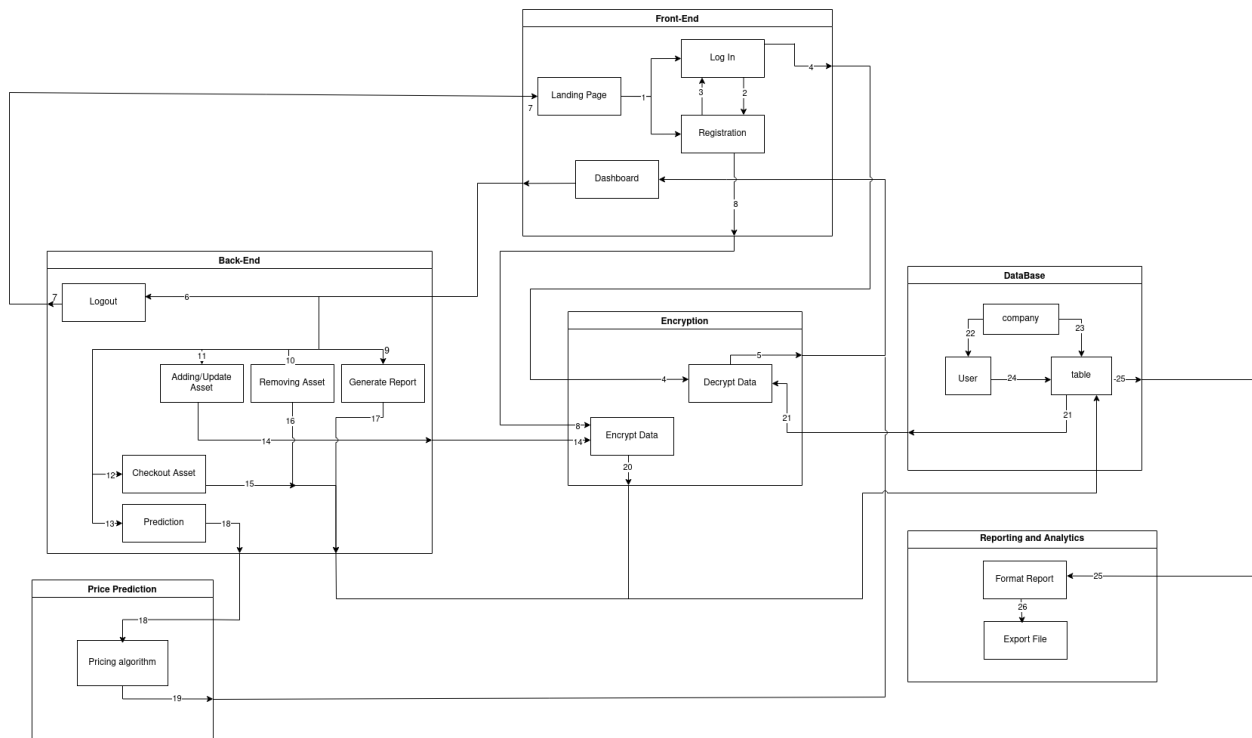 Front-End
Log In
4
Landing Page
1
3
2
7
Registration
Dashboard
8
Back-End
7
Logout
6
11
10
9
Adding/Update
Asset
Removing Asset
Generate Report
16
17
14
Checkout Asset
12
15
Prediction
13
18
Encryption
5
4
Decrypt Data
21
8
Encrypt Data
14
20
DataBase
company
22
23
User
24
table
-25
21
Reporting and Analytics
Format Report
25
26
Export File
Price Prediction
18
Pricing algorithm
19